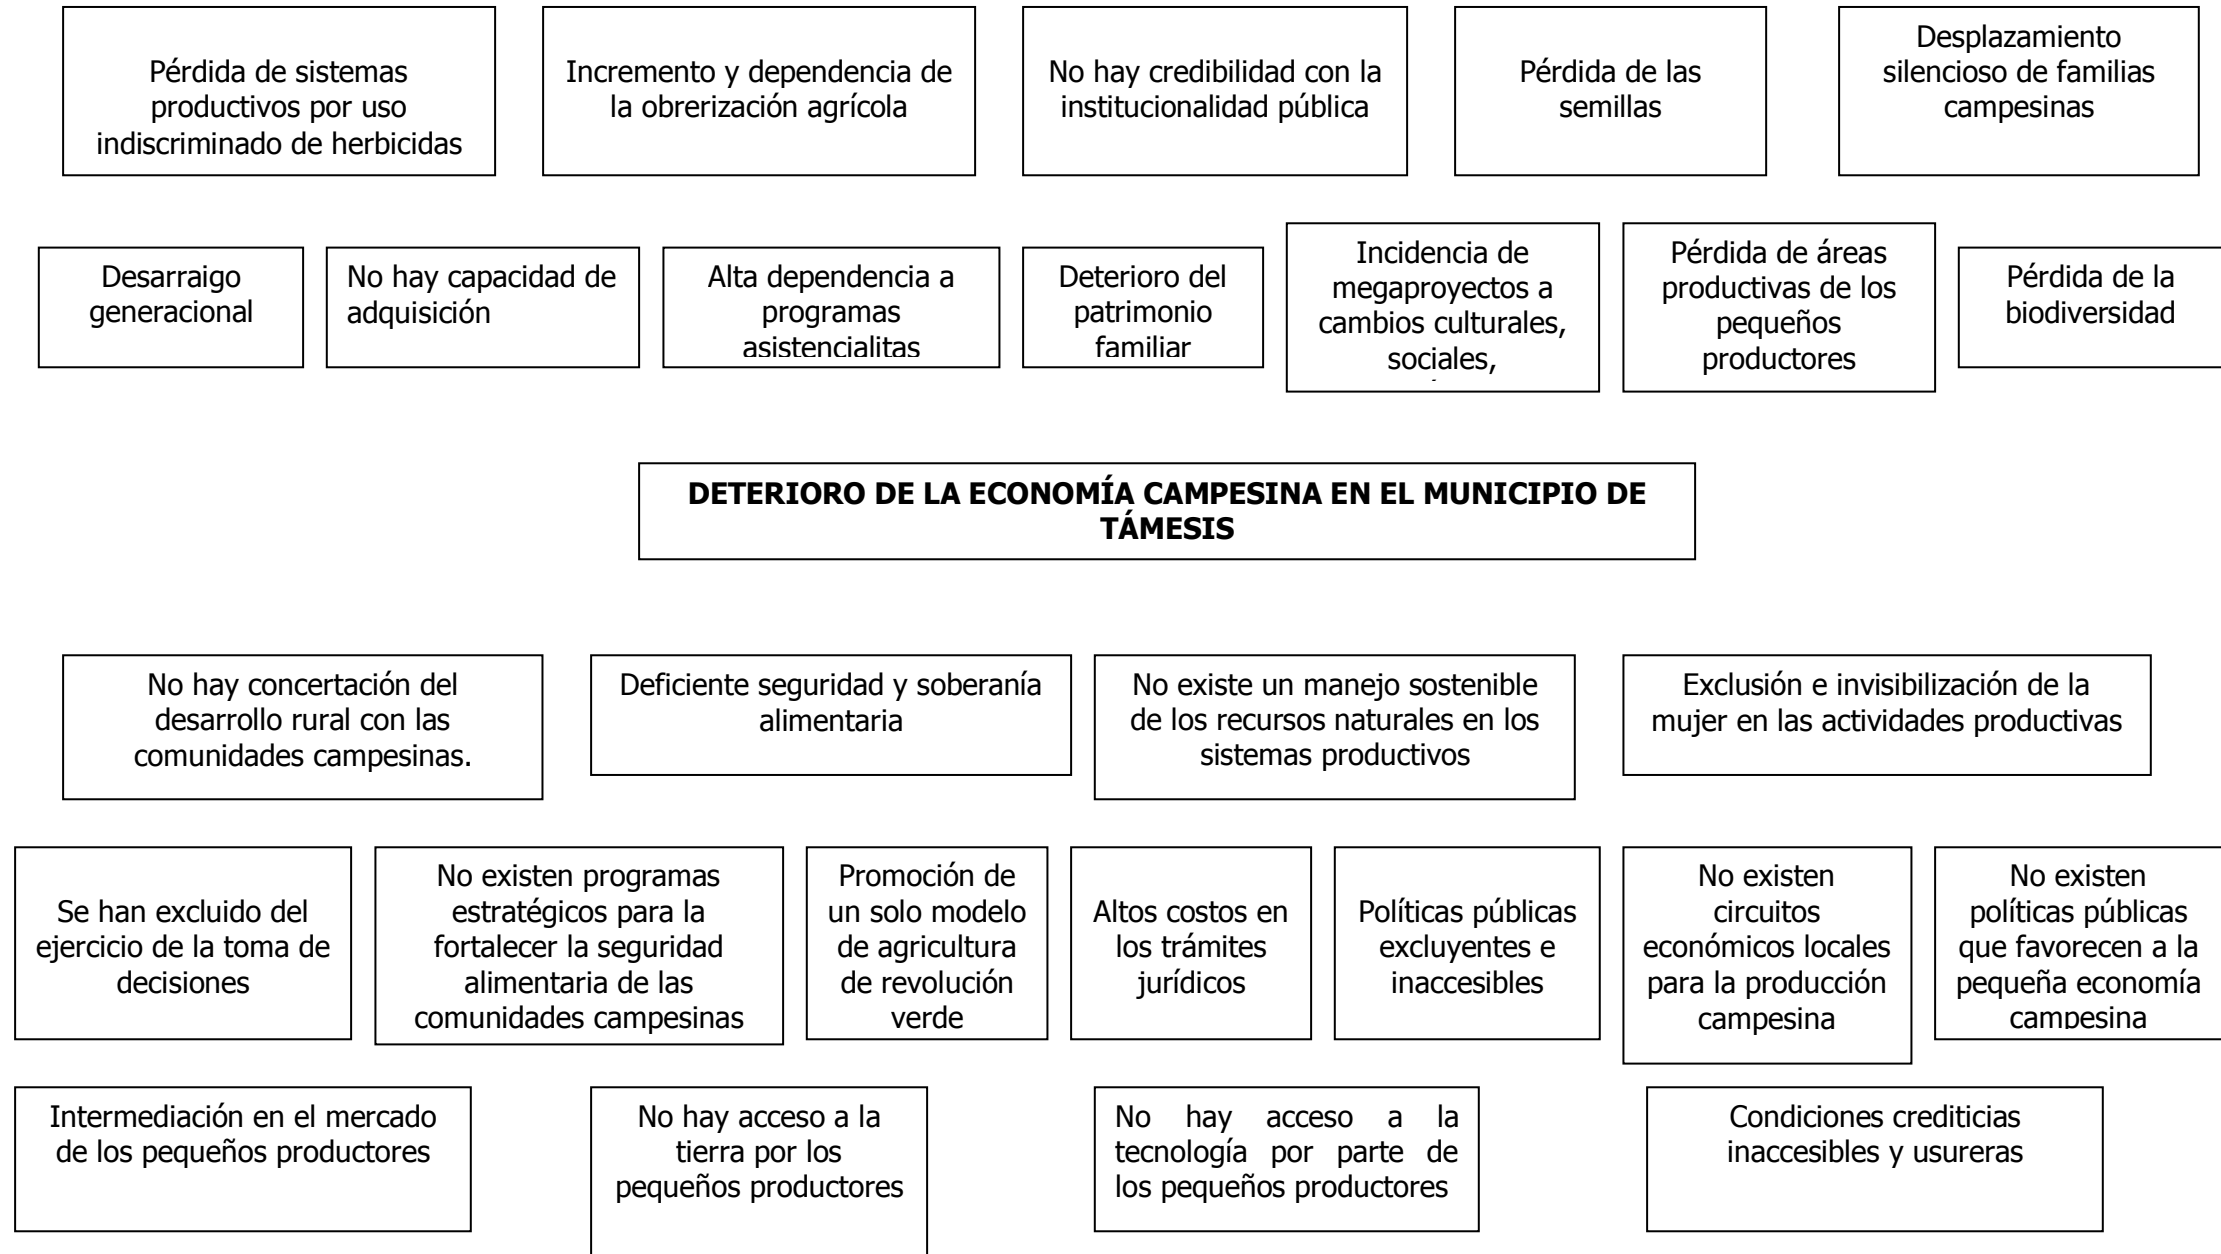 Pérdida de sistemas
productivos por uso
indiscriminado de herbicidas
Incremento y dependencia de
la obrerización agrícola
No hay credibilidad con la
institucionalidad pública
Pérdida de las
semillas
Desplazamiento
silencioso de familias
campesinas
Desarraigo
generacional
No hay capacidad de
adquisición
Alta dependencia a
programas
asistencialitas
Deterioro del
patrimonio
familiar
Incidencia de
megaproyectos a
cambios culturales,
sociales,
Pérdida de áreas
productivas de los
pequeños
productores
Pérdida de la
biodiversidad
DETERIORO DE LA ECONOMÍA CAMPESINA EN EL MUNICIPIO DE
TÁMESIS
No hay concertación del
desarrollo rural con las
comunidades campesinas.
Deficiente seguridad y soberanía
alimentaria
No existe un manejo sostenible
de los recursos naturales en los
sistemas productivos
Exclusión e invisibilización de la
mujer en las actividades productivas
Se han excluido del
ejercicio de la toma de
decisiones
No existen programas
estratégicos para la
fortalecer la seguridad
alimentaria de las
comunidades campesinas
Promoción de
un solo modelo
de agricultura
de revolución
verde
Altos costos en
los trámites
jurídicos
Políticas públicas
excluyentes e
inaccesibles
No existen
circuitos
económicos locales
para la producción
campesina
No existen
políticas públicas
que favorecen a la
pequeña economía
campesina
Intermediación en el mercado
de los pequeños productores
No hay acceso a la
tierra por los
pequeños productores
No hay acceso a la
tecnología por parte de
los pequeños productores
Condiciones crediticias
inaccesibles y usureras